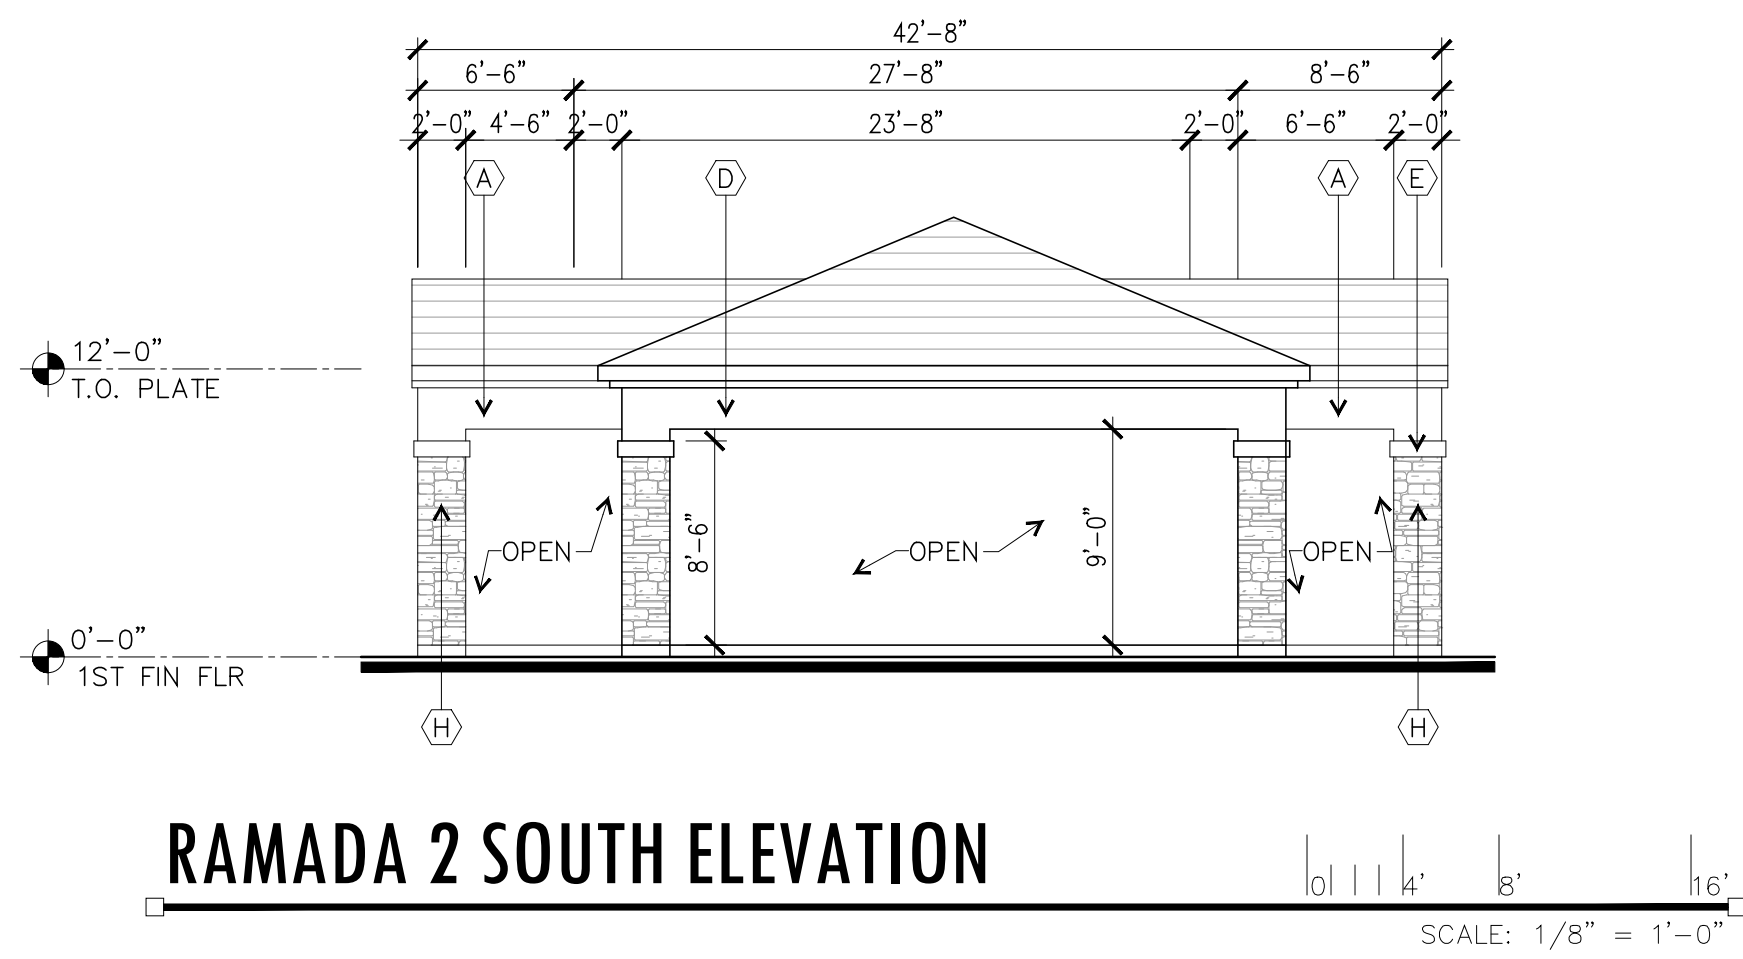 42'-8"
6'-6" 27'-8" 8'-6"
2'-0" 4'-6" 2'-0" 23'-8" 2'-0" 6'-6" 2'-0"
A D A E
12'-0"
T.O. PLATE
8'-6" 9'-0"
OPEN OPEN OPEN
0'-0"
1ST FIN FLR
H H
RAMADA 2 SOUTH ELEVATION
0 4' 8' 16'
SCALE: 1/8" = 1'-0"